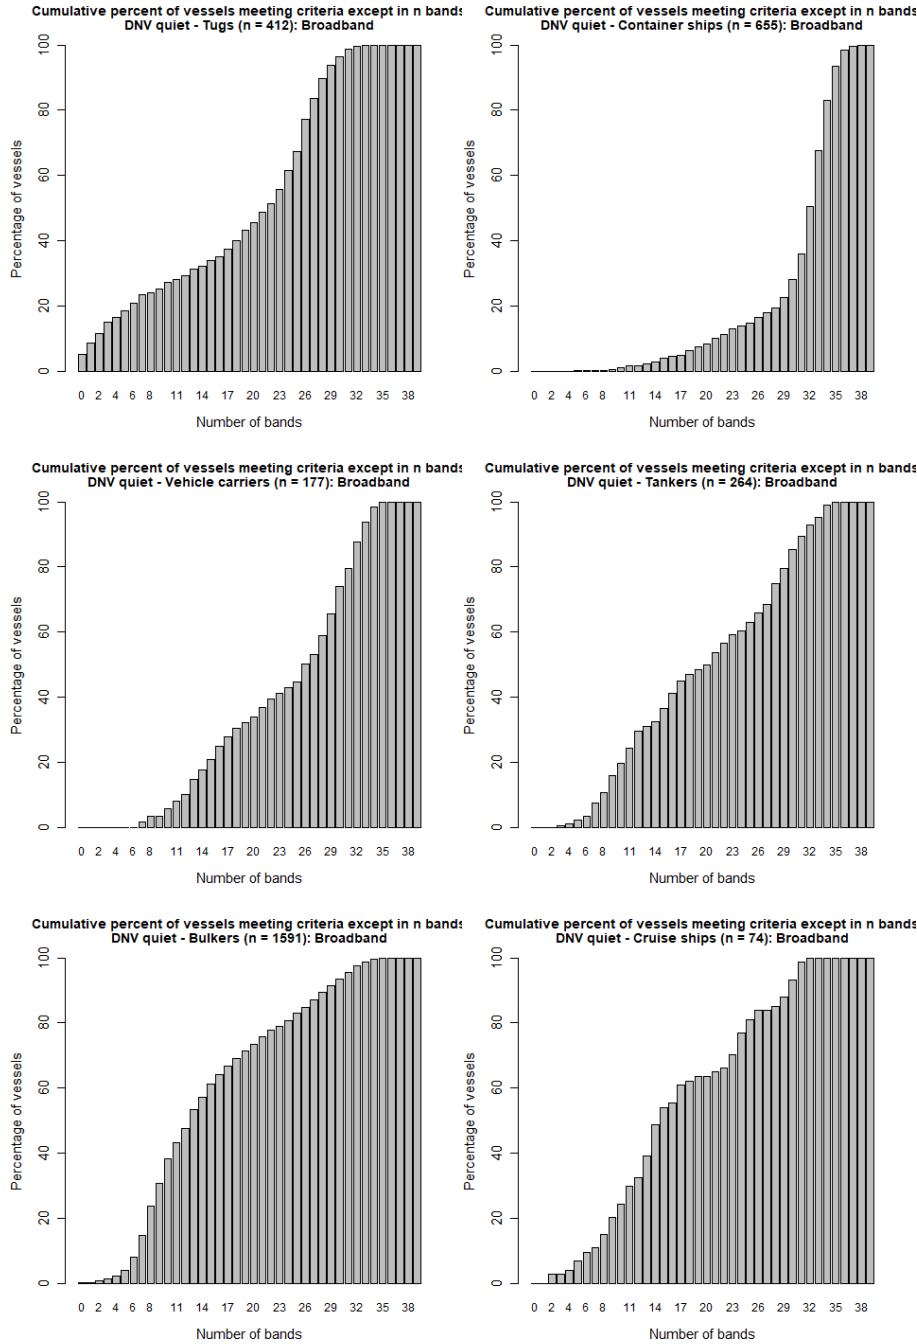 Cumulative percent of vessels meeting criteria except in n bands
DNV quiet - Tugs (n = 412): Broadband
Percentage of vessels
0 20 40 60 80 100
0 2 4 6 8 11 14 17 20 23 26 29 32 35 38
Number of bands
Cumulative percent of vessels meeting criteria except in n bands
DNV quiet - Container ships (n = 655): Broadband
Percentage of vessels
0 20 40 60 80 100
0 2 4 6 8 11 14 17 20 23 26 29 32 35 38
Number of bands
Cumulative percent of vessels meeting criteria except in n bands
DNV quiet - Vehicle carriers (n = 177): Broadband
Percentage of vessels
0 20 40 60 80 100
0 2 4 6 8 11 14 17 20 23 26 29 32 35 38
Number of bands
Cumulative percent of vessels meeting criteria except in n bands
DNV quiet - Tankers (n = 264): Broadband
Percentage of vessels
0 20 40 60 80 100
0 2 4 6 8 11 14 17 20 23 26 29 32 35 38
Number of bands
Cumulative percent of vessels meeting criteria except in n bands
DNV quiet - Bulkers (n = 1591): Broadband
Percentage of vessels
0 20 40 60 80 100
0 2 4 6 8 11 14 17 20 23 26 29 32 35 38
Number of bands
Cumulative percent of vessels meeting criteria except in n bands
DNV quiet - Cruise ships (n = 74): Broadband
Percentage of vessels
0 20 40 60 80 100
0 2 4 6 8 11 14 17 20 23 26 29 32 35 38
Number of bands